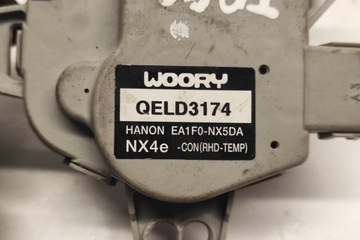 WOORY
QELD3174
HANON EA1F0-NX5DA
NX4e -CON(RHD-TEMP)